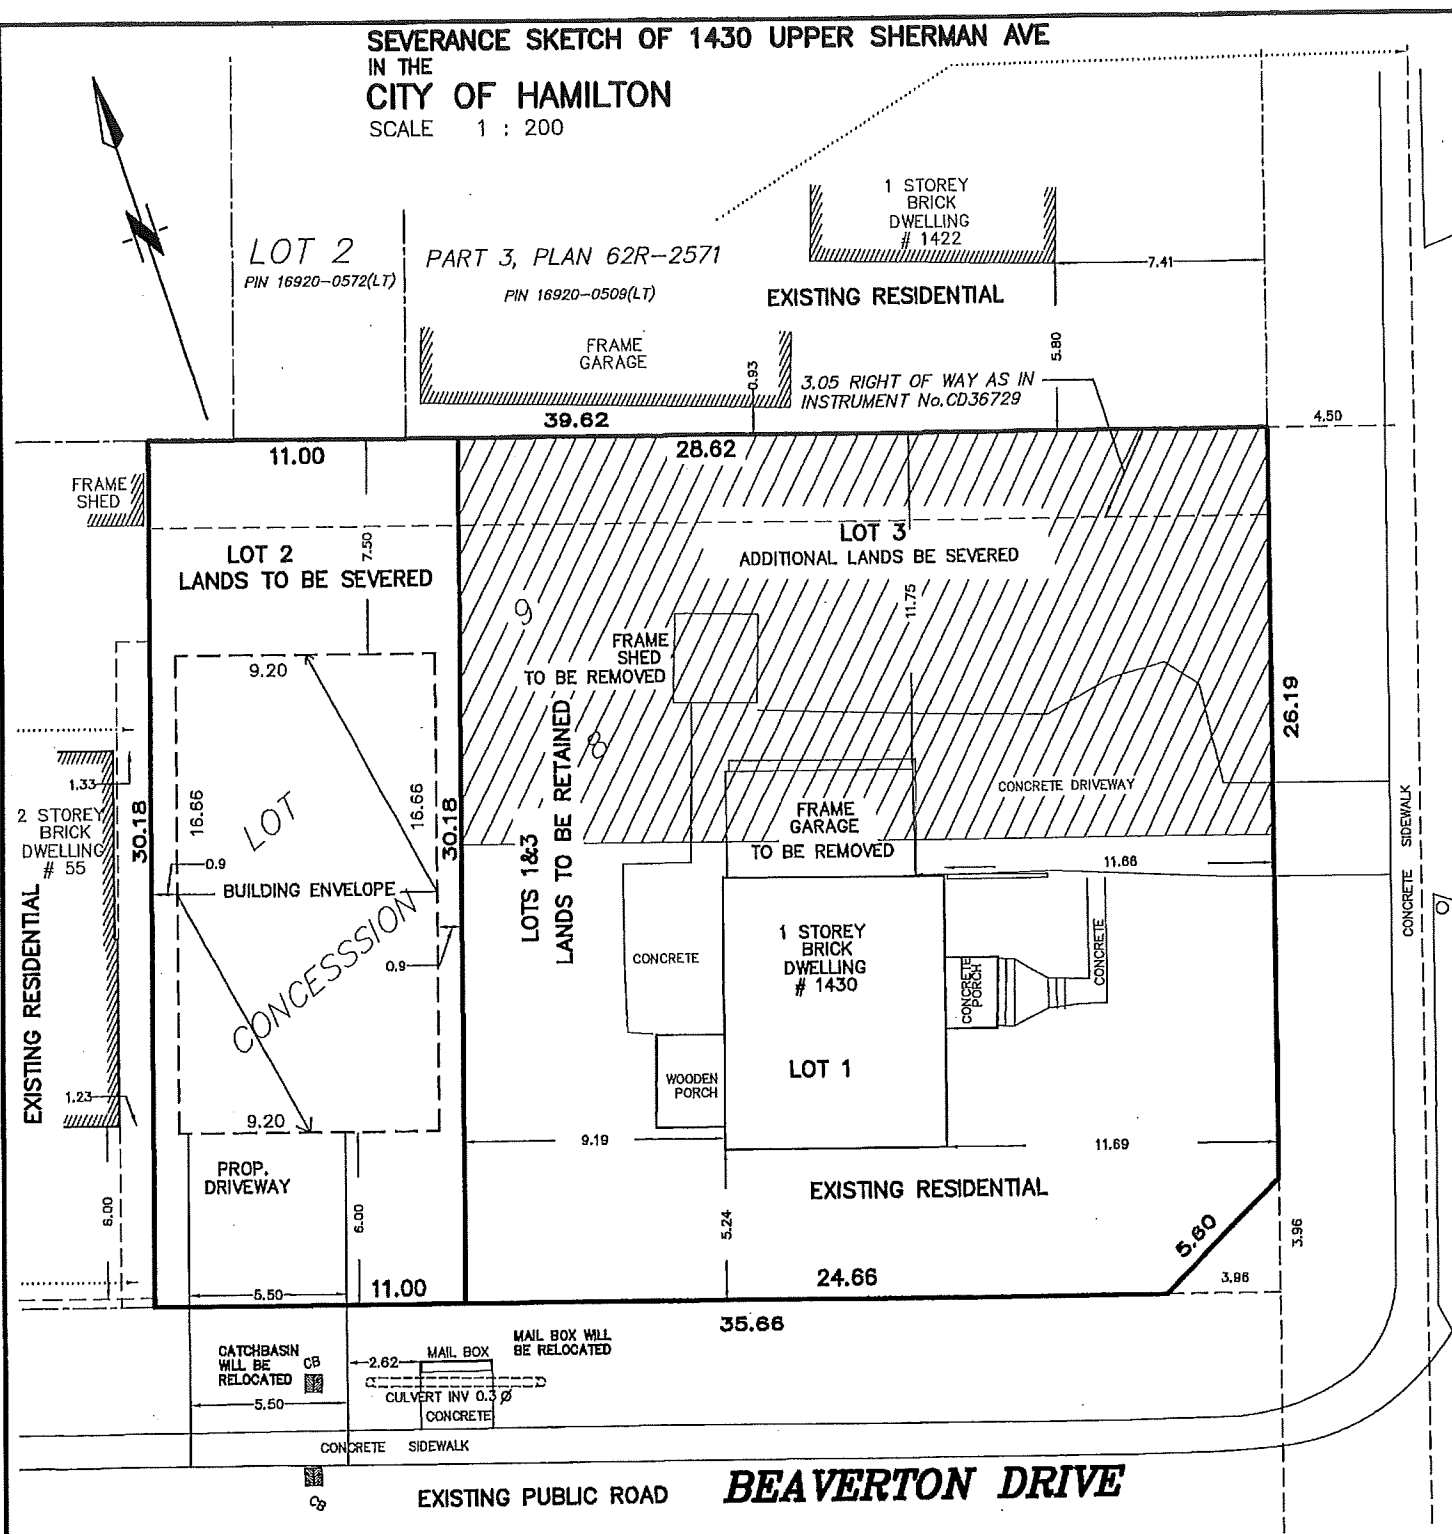 SEVERANCE SKETCH OF 1430 UPPER SHERMAN AVE
IN THE
CITY OF HAMILTON
SCALE 1 : 200
LOT 2
PIN 16920-0572(LT)
PART 3, PLAN 62R-2571
PIN 16920-0509(LT)
1 STOREY
BRICK
DWELLING
# 1422
7.41
EXISTING RESIDENTIAL
FRAME
GARAGE
0.93
5.80
3.05 RIGHT OF WAY AS IN
INSTRUMENT No.CD36729
4.50
39.62
11.00
28.62
FRAME
SHED
LOT 2
LANDS TO BE SEVERED
7.50
LOT 3
ADDITIONAL LANDS BE SEVERED
11.75
9
8
FRAME
SHED
TO BE REMOVED
LOTS 1&3
LANDS TO BE RETAINED
9.20
16.66
16.66
30.18
30.18
26.19
1.33
2 STOREY
BRICK
DWELLING
# 55
0.9
BUILDING ENVELOPE
LOT
CONCESSSION
0.9
EXISTING RESIDENTIAL
1.23
9.20
CONCRETE DRIVEWAY
FRAME
GARAGE
TO BE REMOVED
11.66
CONCRETE SIDEWALK
1 STOREY
BRICK
DWELLING
# 1430
CONCRETE
CONCRETE
PORCH
CONCRETE
WOODEN
PORCH
LOT 1
9.19
11.69
PROP.
DRIVEWAY
6.00
6.00
5.24
EXISTING RESIDENTIAL
5.60
3.96
3.96
5.50
11.00
24.66
35.66
CATCHBASIN
WILL BE
RELOCATED
CB
2.62
MAIL BOX
MAIL BOX WILL
BE RELOCATED
CULVERT INV 0.3 Ø
CONCRETE
5.50
CONCRETE SIDEWALK
CB
EXISTING PUBLIC ROAD
BEAVERTON DRIVE